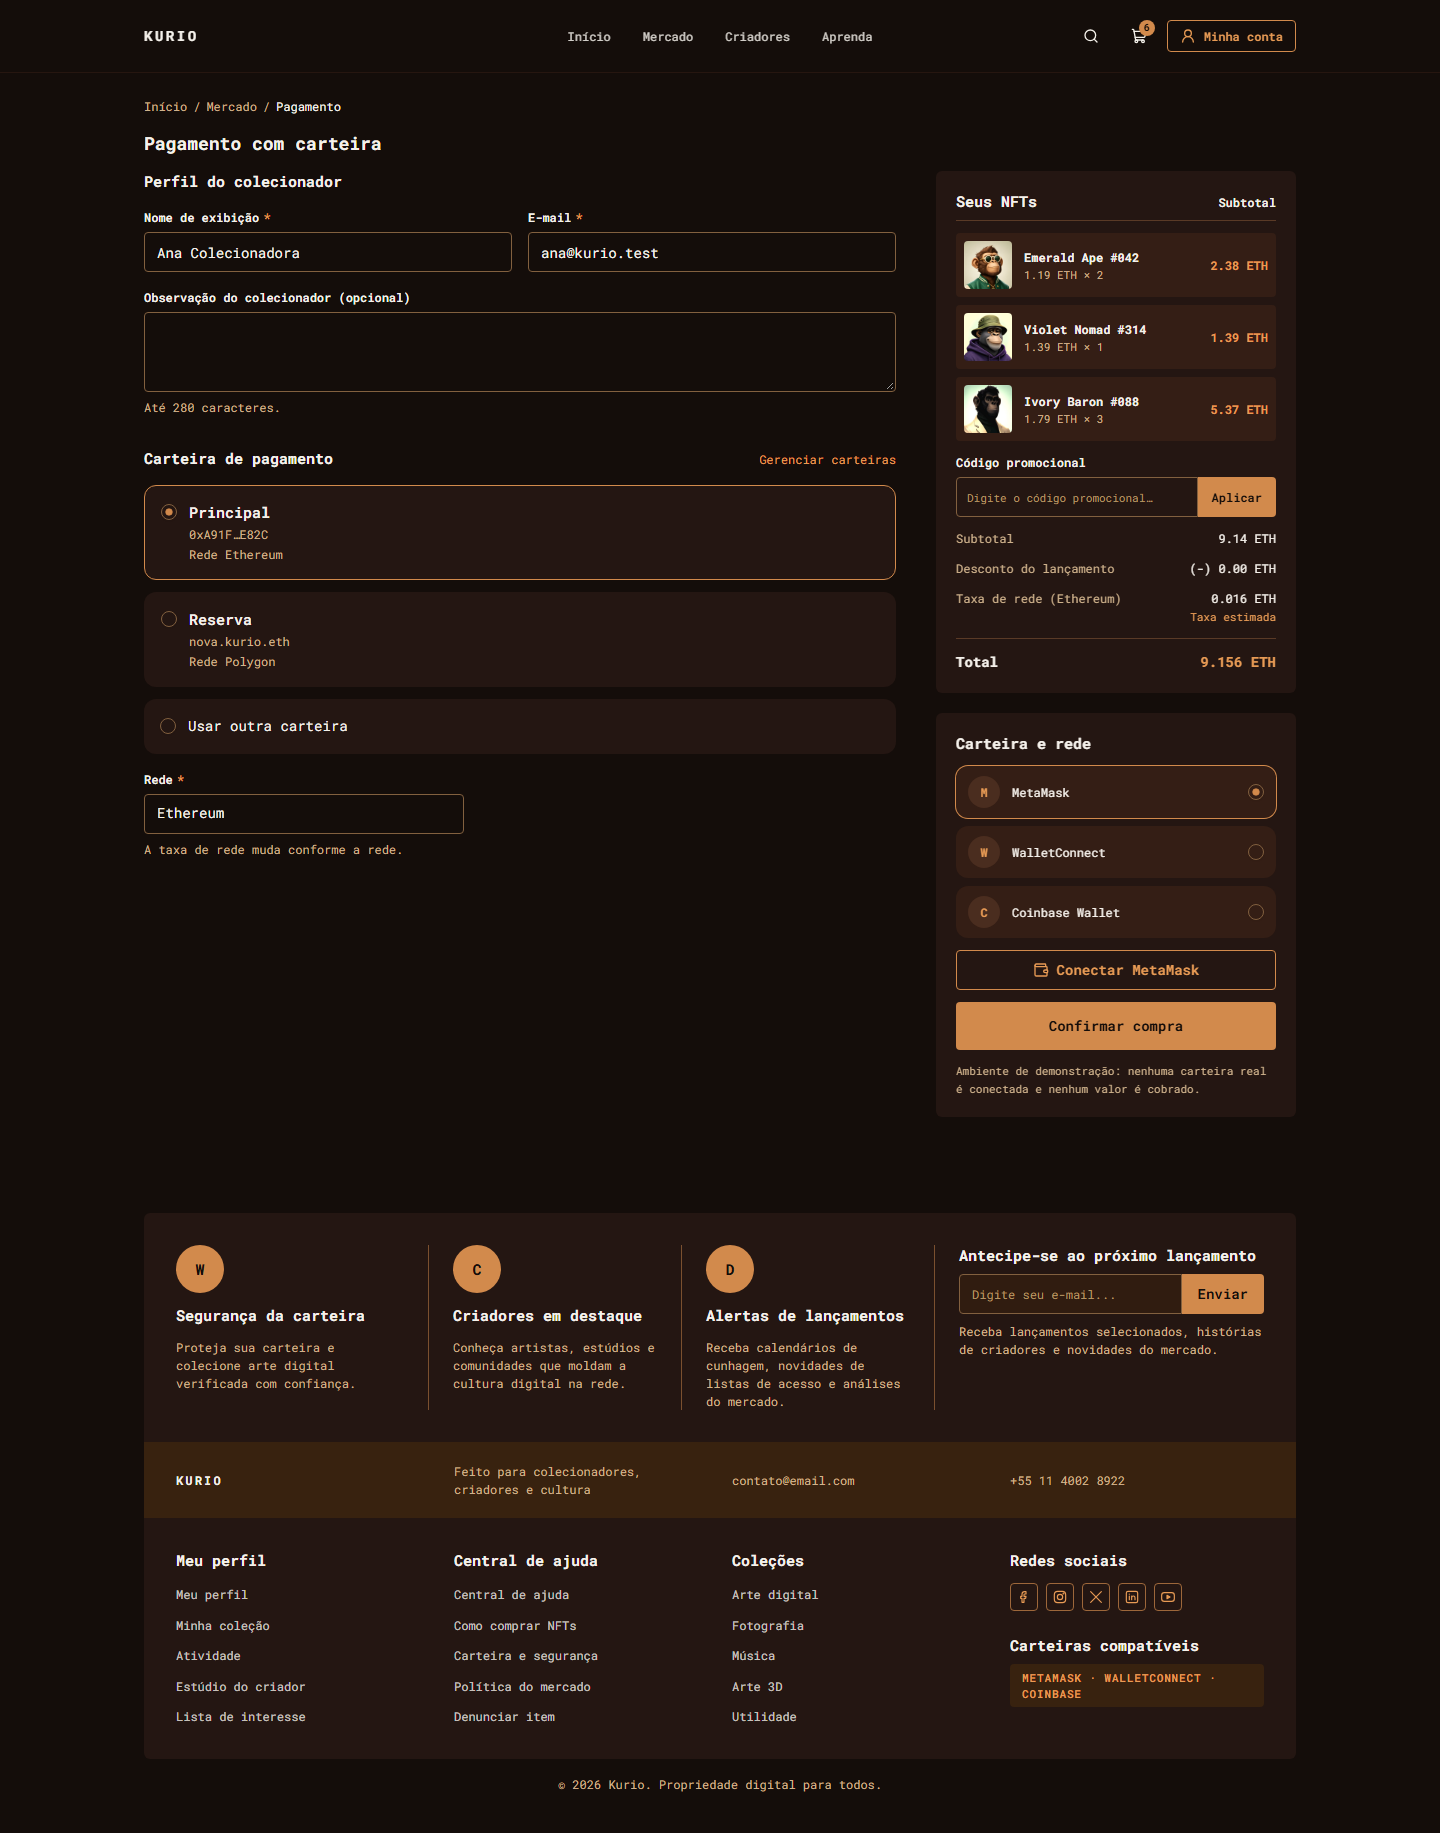 KURIO
Início
Mercado
Criadores
Aprenda
6
Minha conta
Início / Mercado / Pagamento
Pagamento com carteira
Perfil do colecionador
Nome de exibição *
Ana Colecionadora
E-mail *
ana@kurio.test
Observação do colecionador (opcional)
Até 280 caracteres.
Carteira de pagamento
Gerenciar carteiras
Principal
0xA91F…E82C
Rede Ethereum
Reserva
nova.kurio.eth
Rede Polygon
Usar outra carteira
Rede *
Ethereum
A taxa de rede muda conforme a rede.
Seus NFTs
Subtotal
Emerald Ape #042
1.19 ETH × 2
2.38 ETH
Violet Nomad #314
1.39 ETH × 1
1.39 ETH
Ivory Baron #088
1.79 ETH × 3
5.37 ETH
Código promocional
Digite o código promocional…
Aplicar
Subtotal
9.14 ETH
Desconto do lançamento
(-) 0.00 ETH
Taxa de rede (Ethereum)
0.016 ETH
Taxa estimada
Total
9.156 ETH
Carteira e rede
M
MetaMask
W
WalletConnect
C
Coinbase Wallet
Conectar MetaMask
Confirmar compra
Ambiente de demonstração: nenhuma carteira real
é conectada e nenhum valor é cobrado.
W
Segurança da carteira
Proteja sua carteira e
colecione arte digital
verificada com confiança.
C
Criadores em destaque
Conheça artistas, estúdios e
comunidades que moldam a
cultura digital na rede.
D
Alertas de lançamentos
Receba calendários de
cunhagem, novidades de
listas de acesso e análises
do mercado.
Antecipe-se ao próximo lançamento
Digite seu e-mail...
Enviar
Receba lançamentos selecionados, histórias
de criadores e novidades do mercado.
KURIO
Feito para colecionadores,
criadores e cultura
contato@email.com
+55 11 4002 8922
Meu perfil
Meu perfil
Minha coleção
Atividade
Estúdio do criador
Lista de interesse
Central de ajuda
Central de ajuda
Como comprar NFTs
Carteira e segurança
Política do mercado
Denunciar item
Coleções
Arte digital
Fotografia
Música
Arte 3D
Utilidade
Redes sociais
Carteiras compatíveis
METAMASK · WALLETCONNECT ·
COINBASE
© 2026 Kurio. Propriedade digital para todos.